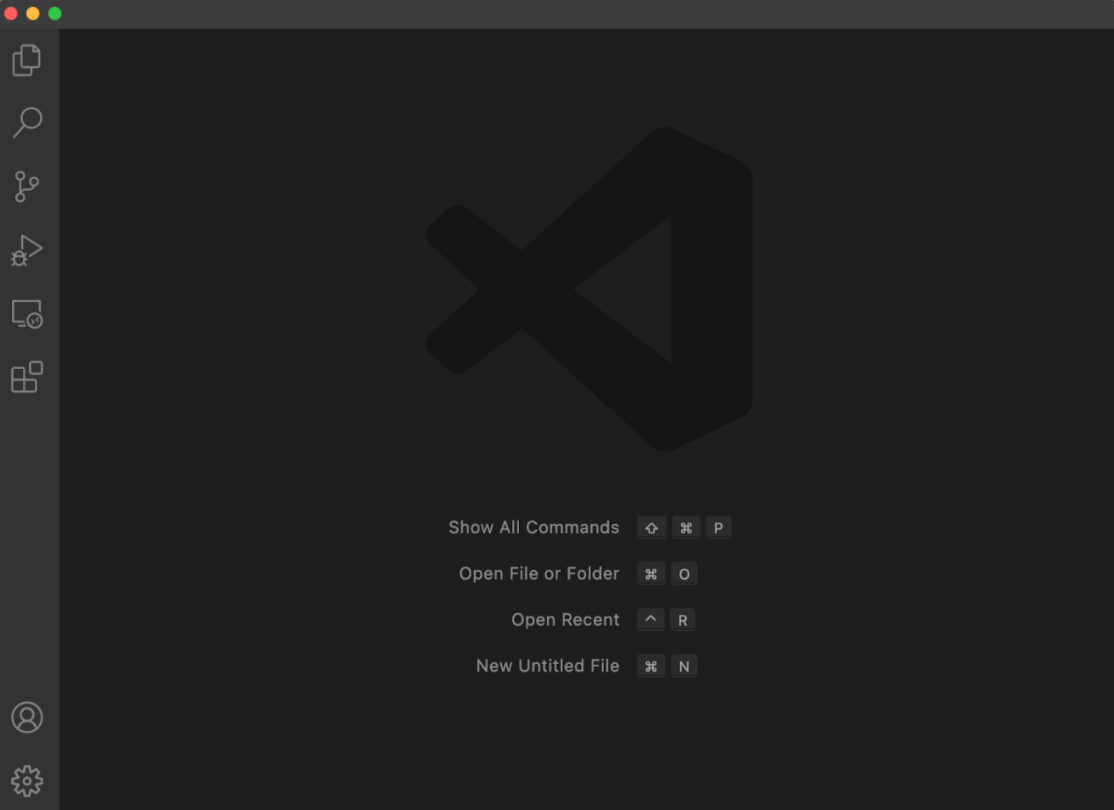 Show All Commands ⇧ ⌘ P
Open File or Folder ⌘ O
Open Recent ^ R
New Untitled File ⌘ N